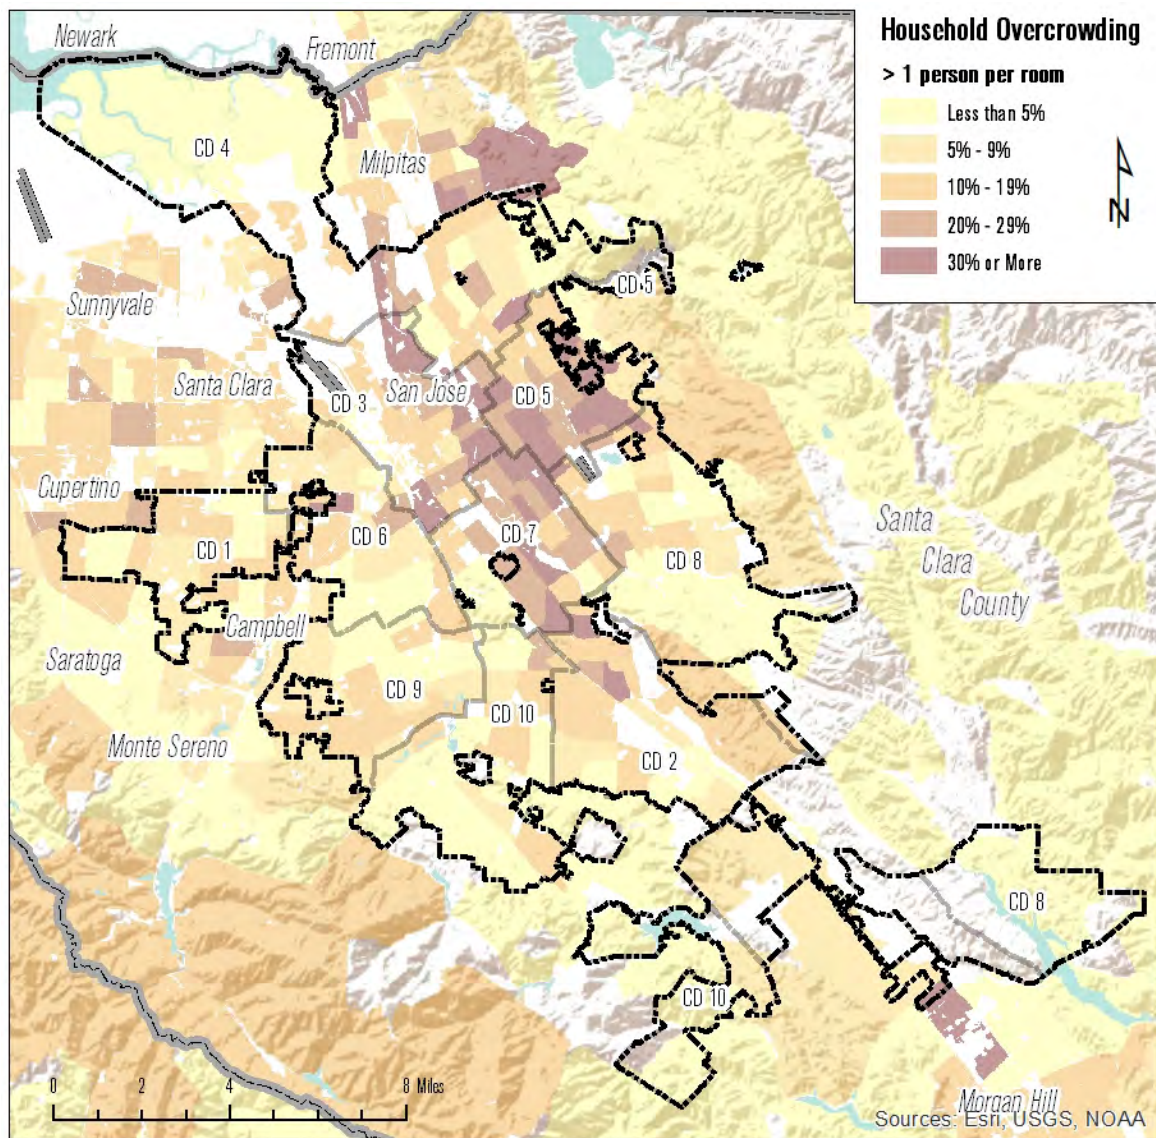 Household Overcrowding
> 1 person per room
Less than 5%
5% - 9%
10% - 19%
20% - 29%
30% or More
N
Newark
Fremont
CD 4
Milpitas
CD 5
Sunnyvale
Santa Clara
San Jose
CD 5
CD 3
Cupertino
CD 1
CD 6
CD 7
CD 8
Santa
Clara
County
Campbell
Saratoga
CD 9
CD 10
Monte Sereno
CD 2
CD 8
CD 10
0 2 4 8 Miles
Morgan Hill
Sources: Esri, USGS, NOAA